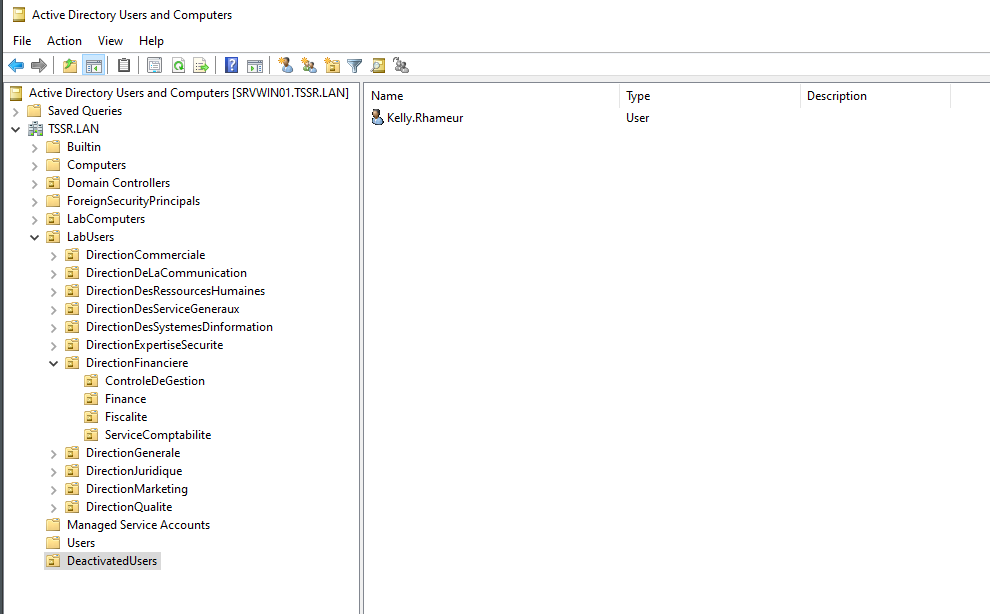 Active Directory Users and Computers
File Action View Help
Active Directory Users and Computers [SRVWIN01.TSSR.LAN]
Saved Queries
TSSR.LAN
Builtin
Computers
Domain Controllers
ForeignSecurityPrincipals
LabComputers
LabUsers
DirectionCommerciale
DirectionDeLaCommunication
DirectionDesRessourcesHumaines
DirectionDesServiceGeneraux
DirectionDesSystemesDinformation
DirectionExpertiseSecurite
DirectionFinanciere
ControleDeGestion
Finance
Fiscalite
ServiceComptabilite
DirectionGenerale
DirectionJuridique
DirectionMarketing
DirectionQualite
Managed Service Accounts
Users
DeactivatedUsers
Name Type Description
Kelly.Rhameur User